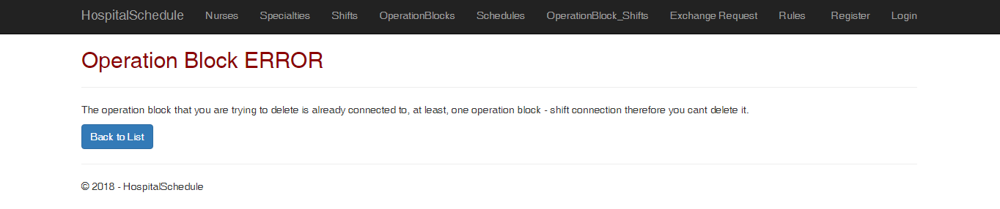 HospitalSchedule Nurses Specialties Shifts OperationBlocks Schedules OperationBlock_Shifts Exchange Request Rules Register Login
Operation Block ERROR
The operation block that you are trying to delete is already connected to, at least, one operation block - shift connection therefore you cant delete it.
Back to List
© 2018 - HospitalSchedule